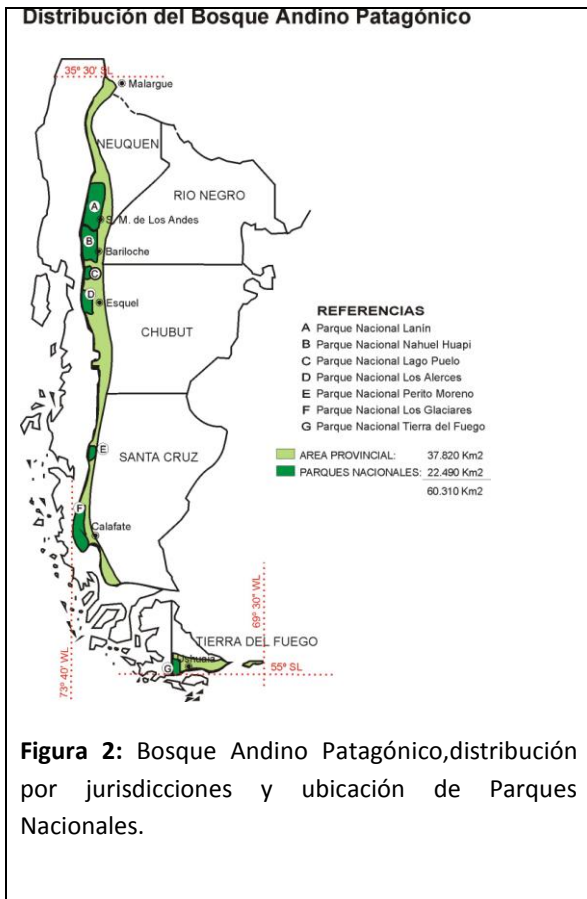 Distribución del Bosque Andino Patagónico
35° 30' SL
Malargue
NEUQUEN
RIO NEGRO
A
S. M. de Los Andes
B
Bariloche
C
D
Esquel
CHUBUT
REFERENCIAS
A Parque Nacional Lanín
B Parque Nacional Nahuel Huapi
C Parque Nacional Lago Puelo
D Parque Nacional Los Alerces
E Parque Nacional Perito Moreno
F Parque Nacional Los Glaciares
G Parque Nacional Tierra del Fuego
AREA PROVINCIAL: 37.820 Km2
PARQUES NACIONALES: 22.490 Km2
60.310 Km2
E
SANTA CRUZ
F
Calafate
69° 30" WL
TIERRA DEL FUEGO
Ushuaia
G
55° SL
73° 40' WL
Figura 2: Bosque Andino Patagónico,distribución
por jurisdicciones y ubicación de Parques
Nacionales.